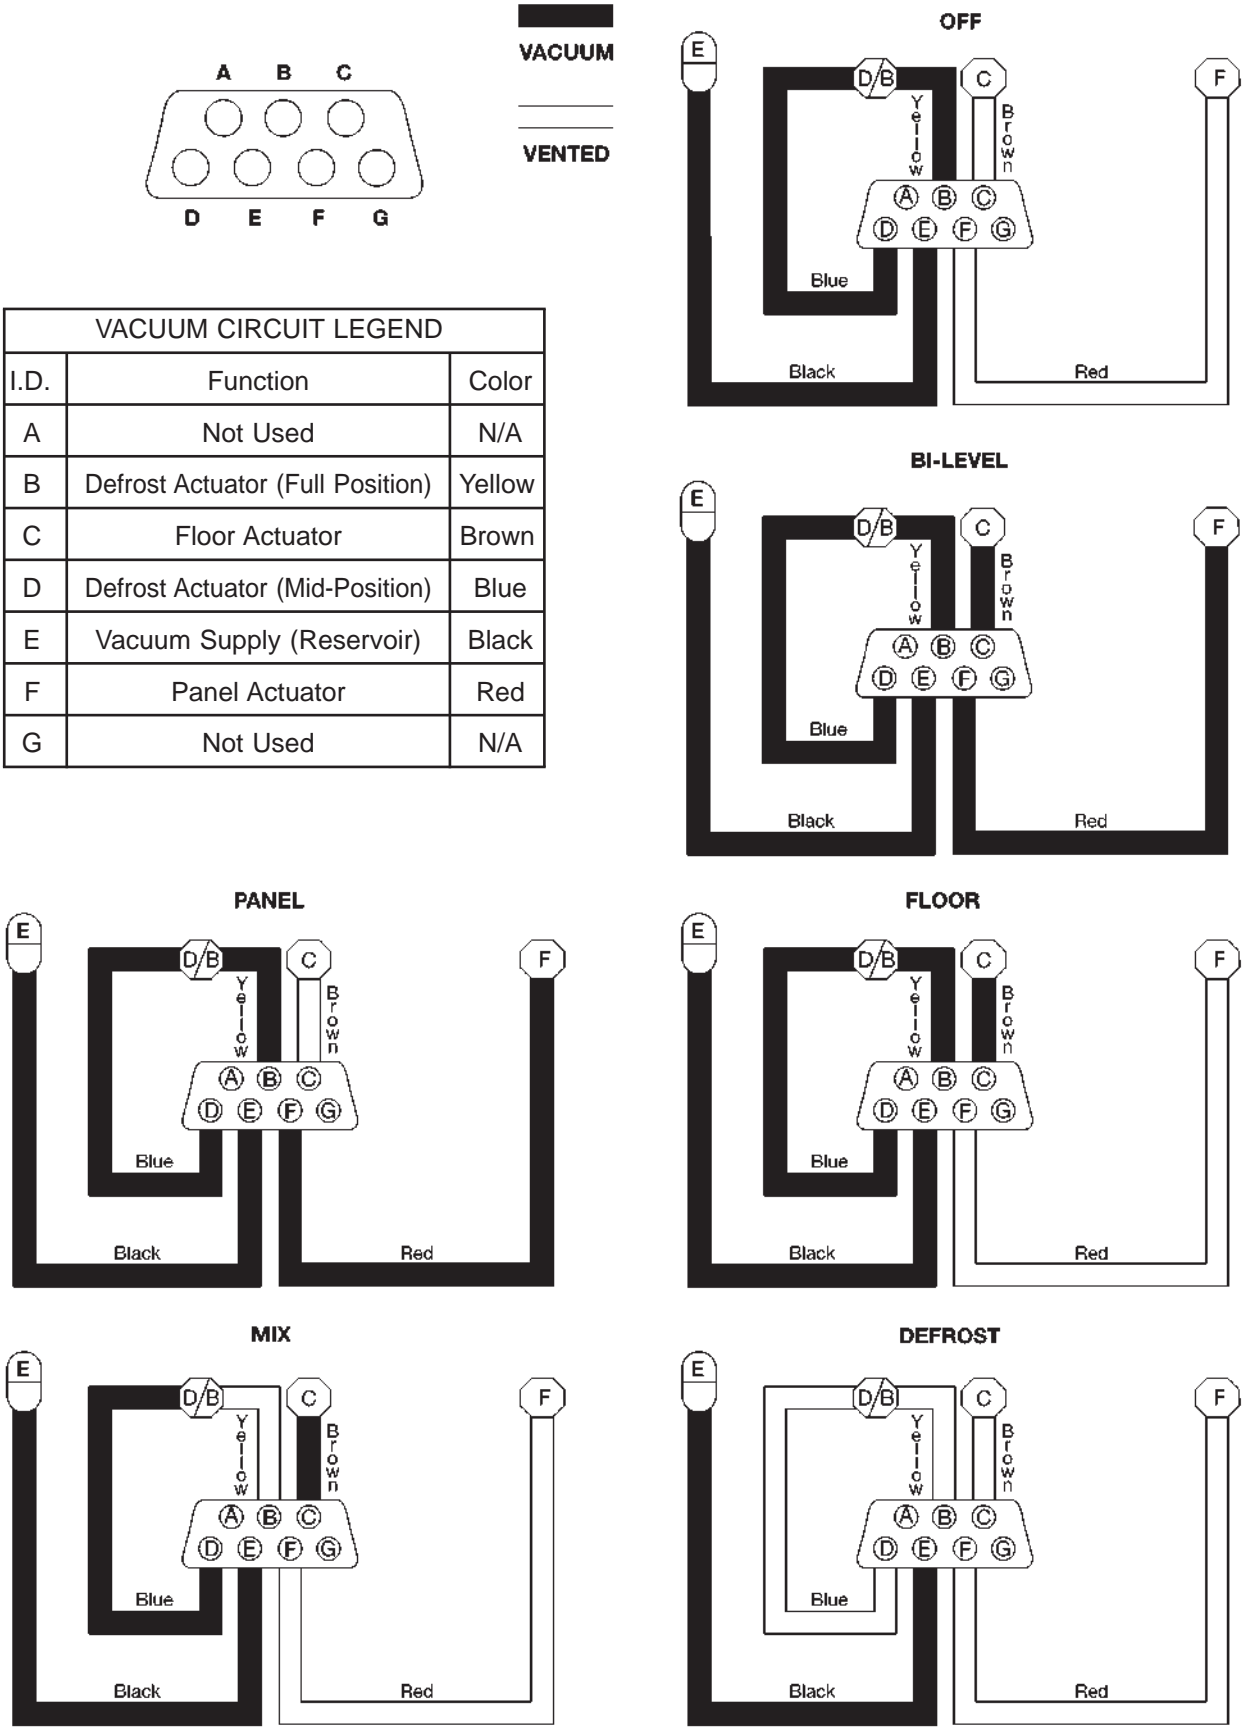 A B C
D E F G
VACUUM
VENTED
VACUUM CIRCUIT LEGEND
I.D. Function Color
A Not Used N/A
B Defrost Actuator (Full Position) Yellow
C Floor Actuator Brown
D Defrost Actuator (Mid-Position) Blue
E Vacuum Supply (Reservoir) Black
F Panel Actuator Red
G Not Used N/A
OFF
E D/B C F
Yellow Brown
A B C
D E F G
Blue
Black Red
BI-LEVEL
E D/B C F
Yellow Brown
A B C
D E F G
Blue
Black Red
PANEL
E D/B C F
Yellow Brown
A B C
D E F G
Blue
Black Red
FLOOR
E D/B C F
Yellow Brown
A B C
D E F G
Blue
Black Red
MIX
E D/B C F
Yellow Brown
A B C
D E F G
Blue
Black Red
DEFROST
E D/B C F
Yellow Brown
A B C
D E F G
Blue
Black Red